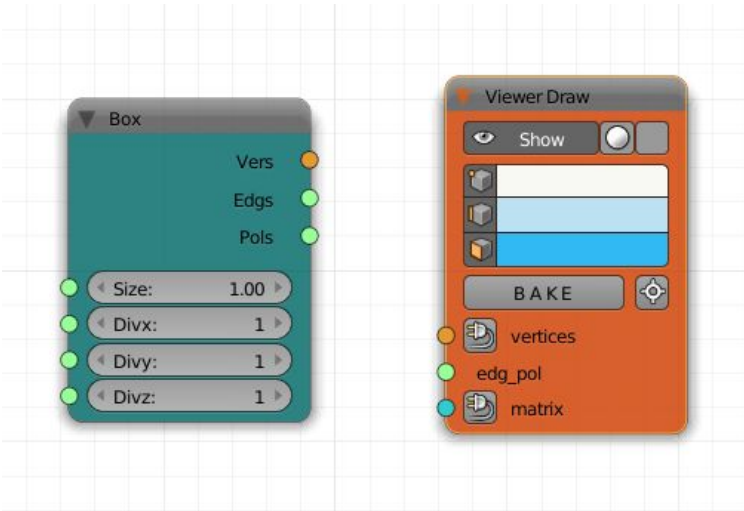 Box
Vers
Edgs
Pols
Size: 1.00
Divx: 1
Divy: 1
Divz: 1
Viewer Draw
Show
BAKE
vertices
edg_pol
matrix